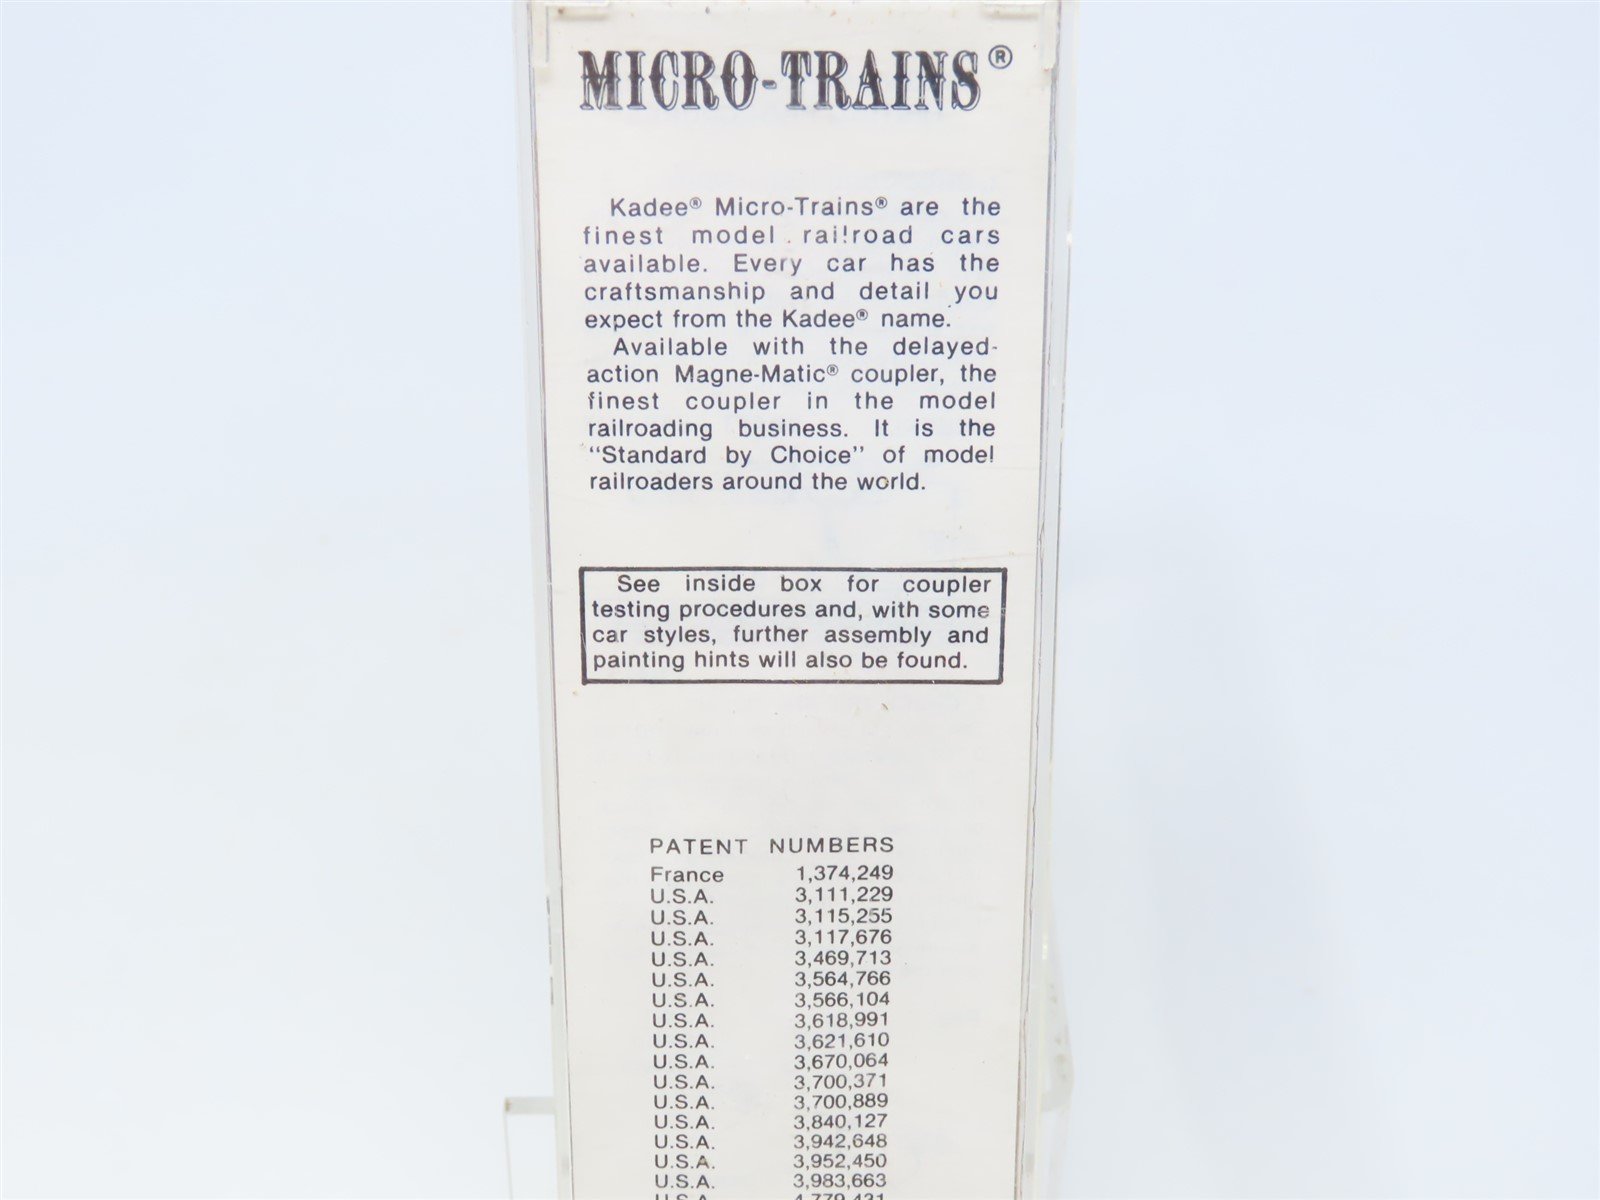 MICRO-TRAINS®
Kadee® Micro-Trains® are the
finest model railroad cars
available. Every car has the
craftsmanship and detail you
expect from the Kadee® name.
Available with the delayed-
action Magne-Matic® coupler, the
finest coupler in the model
railroading business. It is the
“Standard by Choice” of model
railroaders around the world.
See inside box for coupler
testing procedures and, with some
car styles, further assembly and
painting hints will also be found.
PATENT NUMBERS
France 1,374,249
U.S.A. 3,111,229
U.S.A. 3,115,255
U.S.A. 3,117,676
U.S.A. 3,469,713
U.S.A. 3,564,766
U.S.A. 3,566,104
U.S.A. 3,618,991
U.S.A. 3,621,610
U.S.A. 3,670,064
U.S.A. 3,700,371
U.S.A. 3,700,889
U.S.A. 3,840,127
U.S.A. 3,942,648
U.S.A. 3,952,450
U.S.A. 3,983,663
U.S.A. 4,779,431